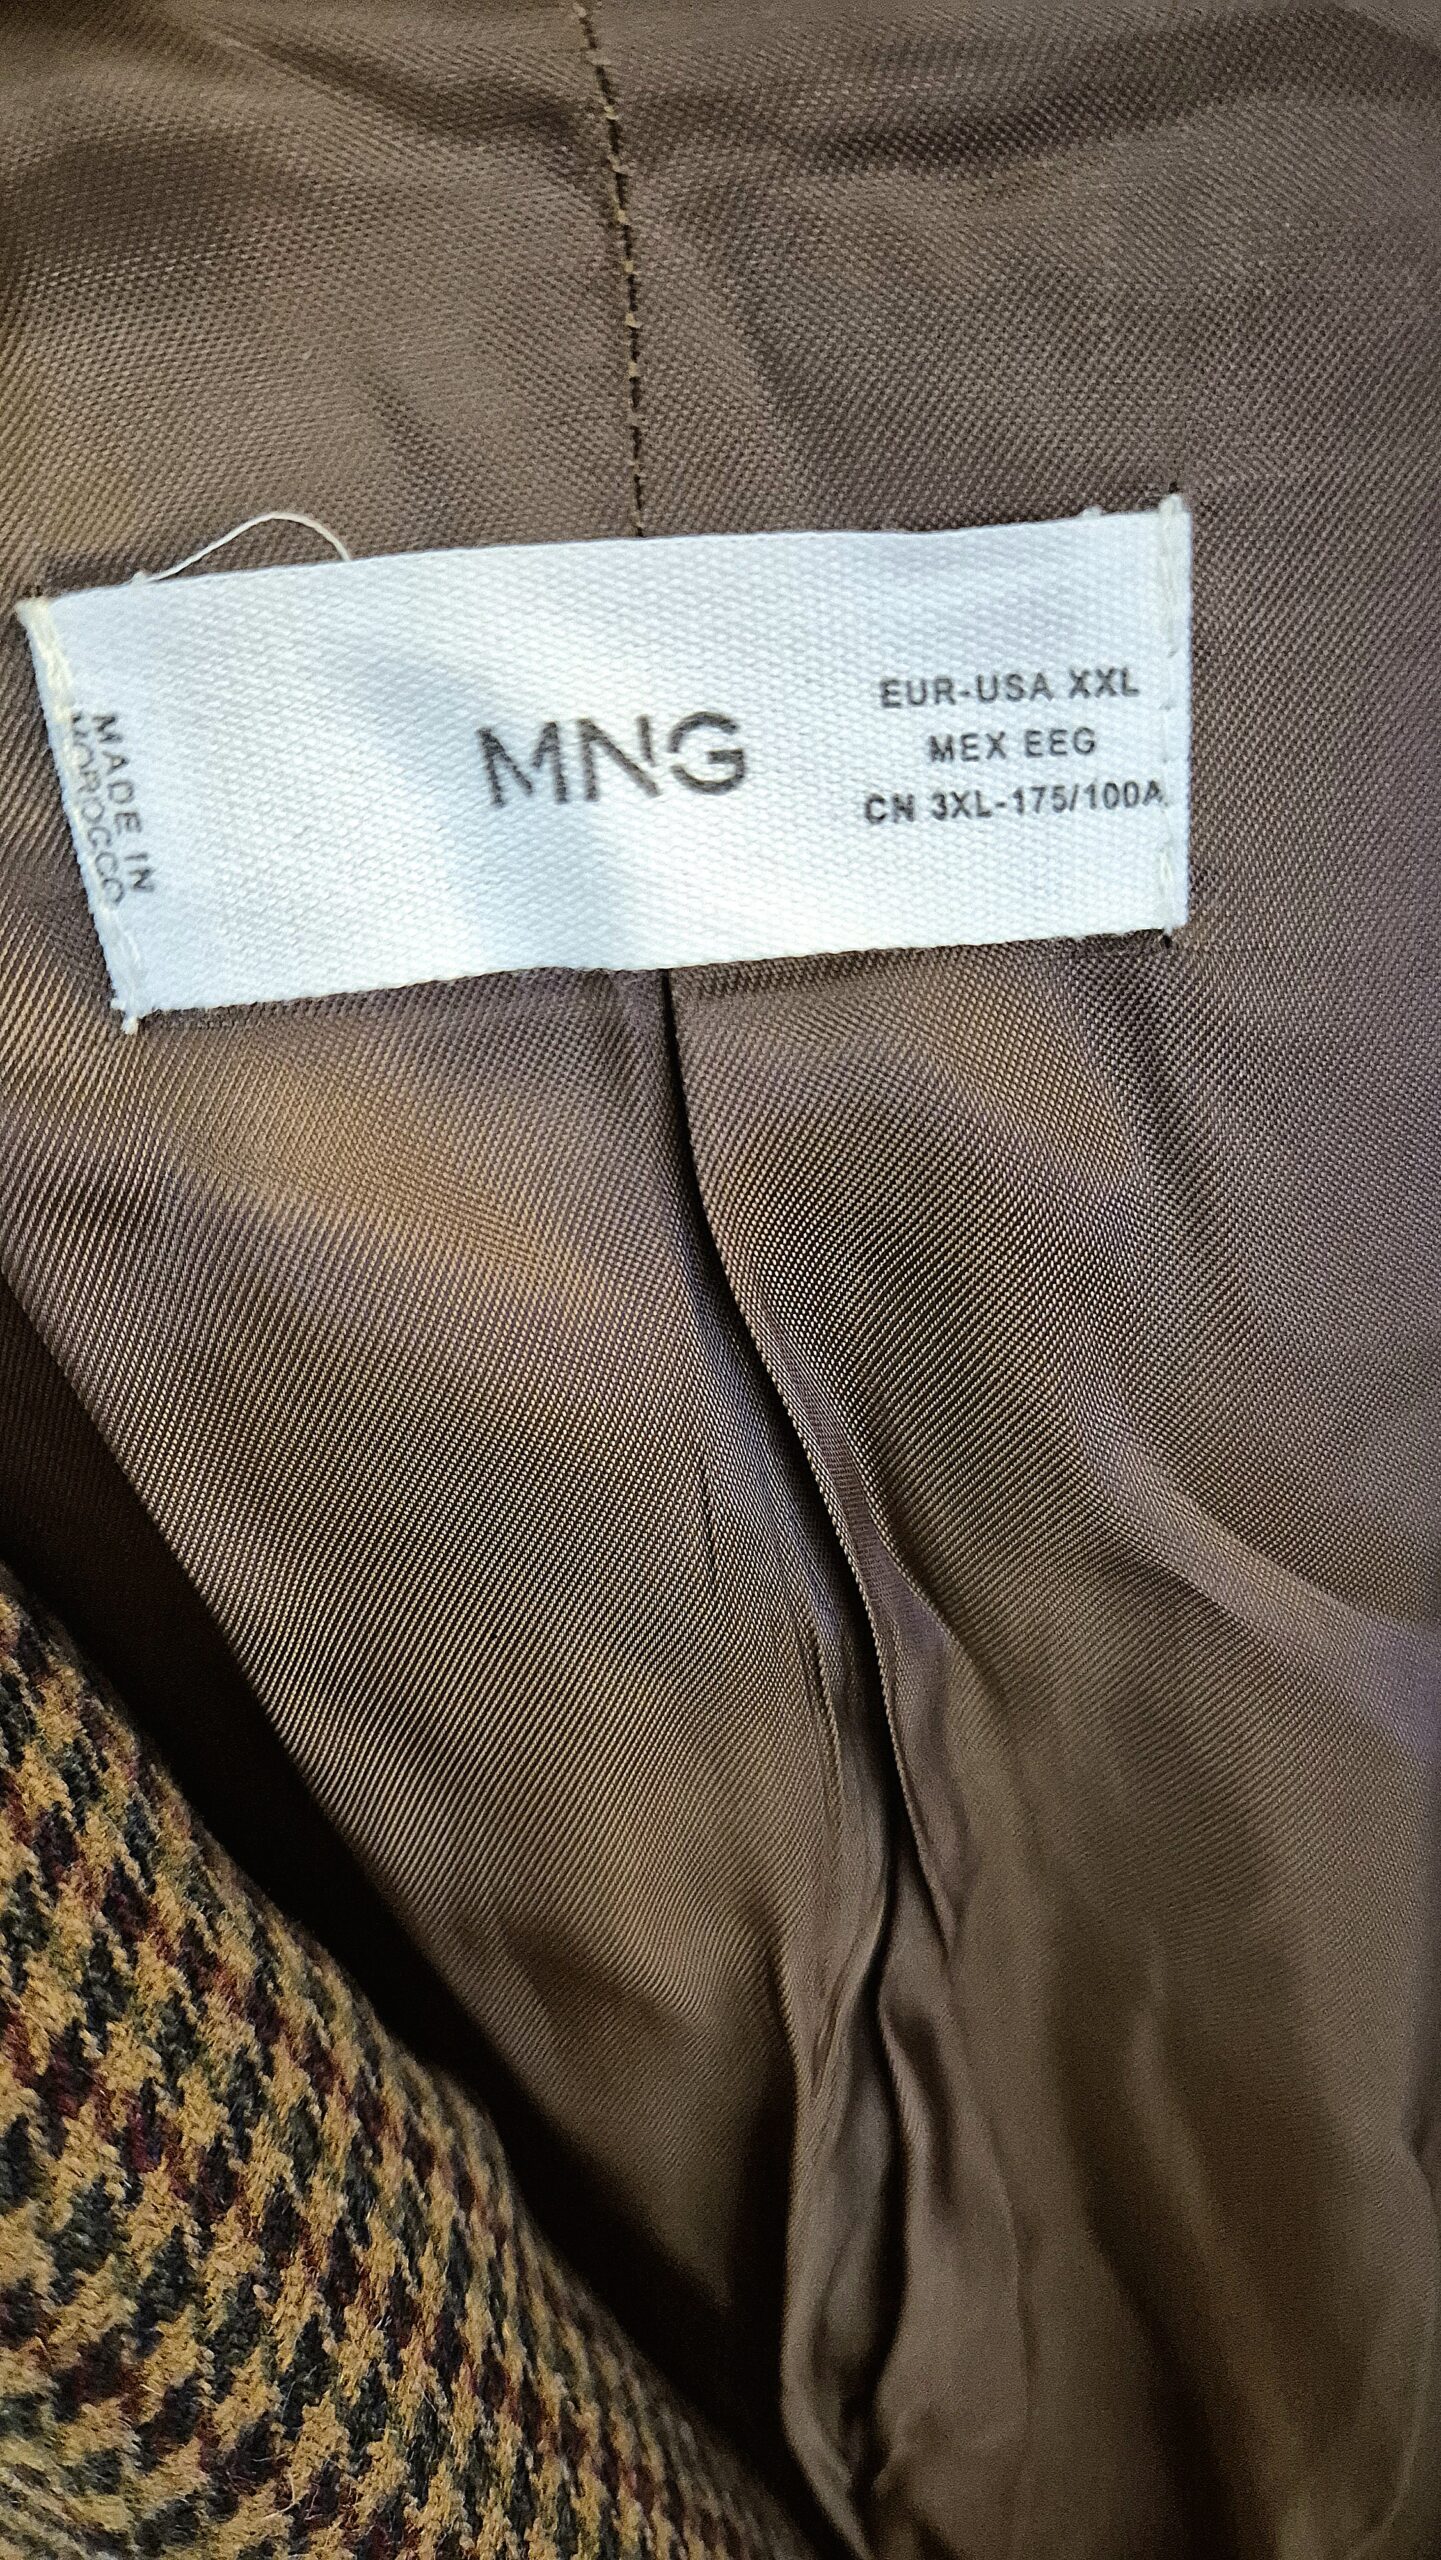 MADE IN
MOROCCO
MNG
EUR-USA XXL
MEX EEG
CN 3XL-175/100A